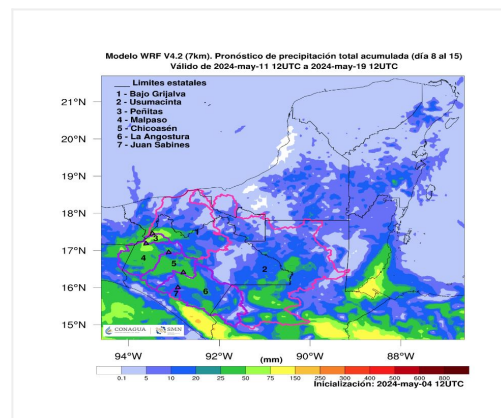 Modelo WRF V4.2 (7km). Pronóstico de precipitación total acumulada (día 8 al 15)
Válido de 2024-may-11 12UTC a 2024-may-19 12UTC
Limites estatales
1 - Bajo Grijalva
2 - Usumacinta
3 - Peñitas
4 - Malpaso
5 - Chicoasén
6 - La Angostura
7 - Juan Sabines
21°N
20°N
19°N
18°N
17°N
16°N
15°N
1
3
4
5
2
6
7
CONAGUA
SMN
94°W 92°W 90°W 88°W
(mm)
0.1 5 10 20 25 50 75 150 250 300 400 500 600 800
Inicialización: 2024-may-04 12UTC